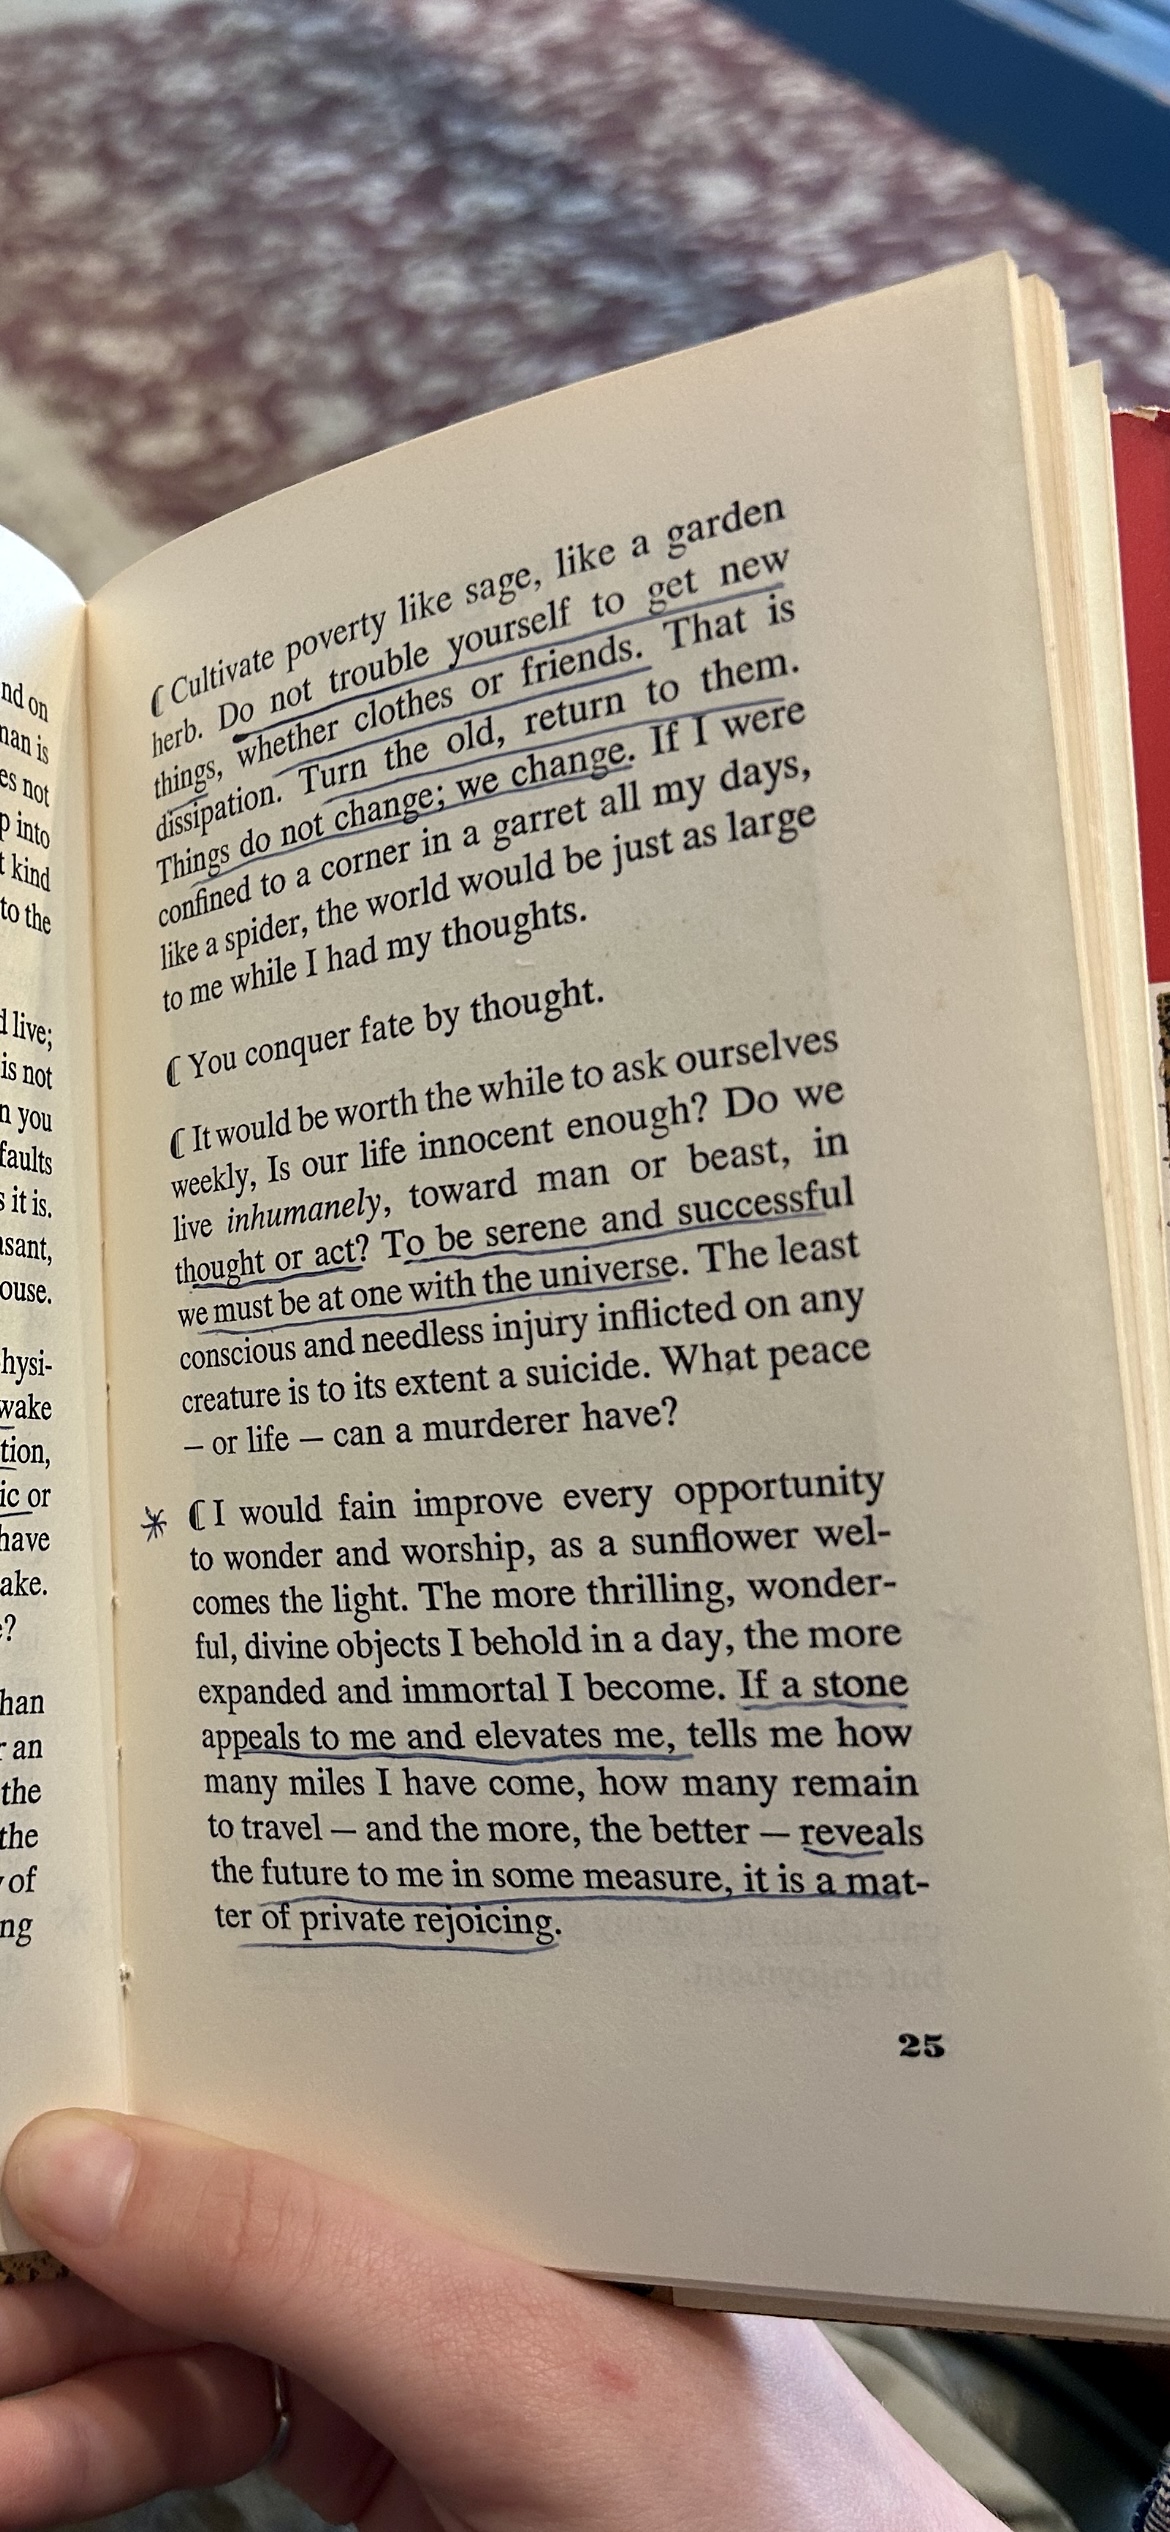 nd on
man is
es not
p into
t kind
to the
d live;
is not
n you
faults
s it is.
asant,
ouse.
hysi-
wake
tion,
ic or
have
ake.
e?
han
r an
the
the
of
ng
Cultivate poverty like sage, like a garden
herb. Do not trouble yourself to get new
things, whether clothes or friends. That is
dissipation. Turn the old, return to them.
Things do not change; we change. If I were
confined to a corner in a garret all my days,
like a spider, the world would be just as large
to me while I had my thoughts.
You conquer fate by thought.
It would be worth the while to ask ourselves
weekly, Is our life innocent enough? Do we
live inhumanely, toward man or beast, in
thought or act? To be serene and successful
we must be at one with the universe. The least
conscious and needless injury inflicted on any
creature is to its extent a suicide. What peace
– or life – can a murderer have?
* I would fain improve every opportunity
to wonder and worship, as a sunflower wel-
comes the light. The more thrilling, wonder-
ful, divine objects I behold in a day, the more
expanded and immortal I become. If a stone
appeals to me and elevates me, tells me how
many miles I have come, how many remain
to travel – and the more, the better – reveals
the future to me in some measure, it is a mat-
ter of private rejoicing.
25